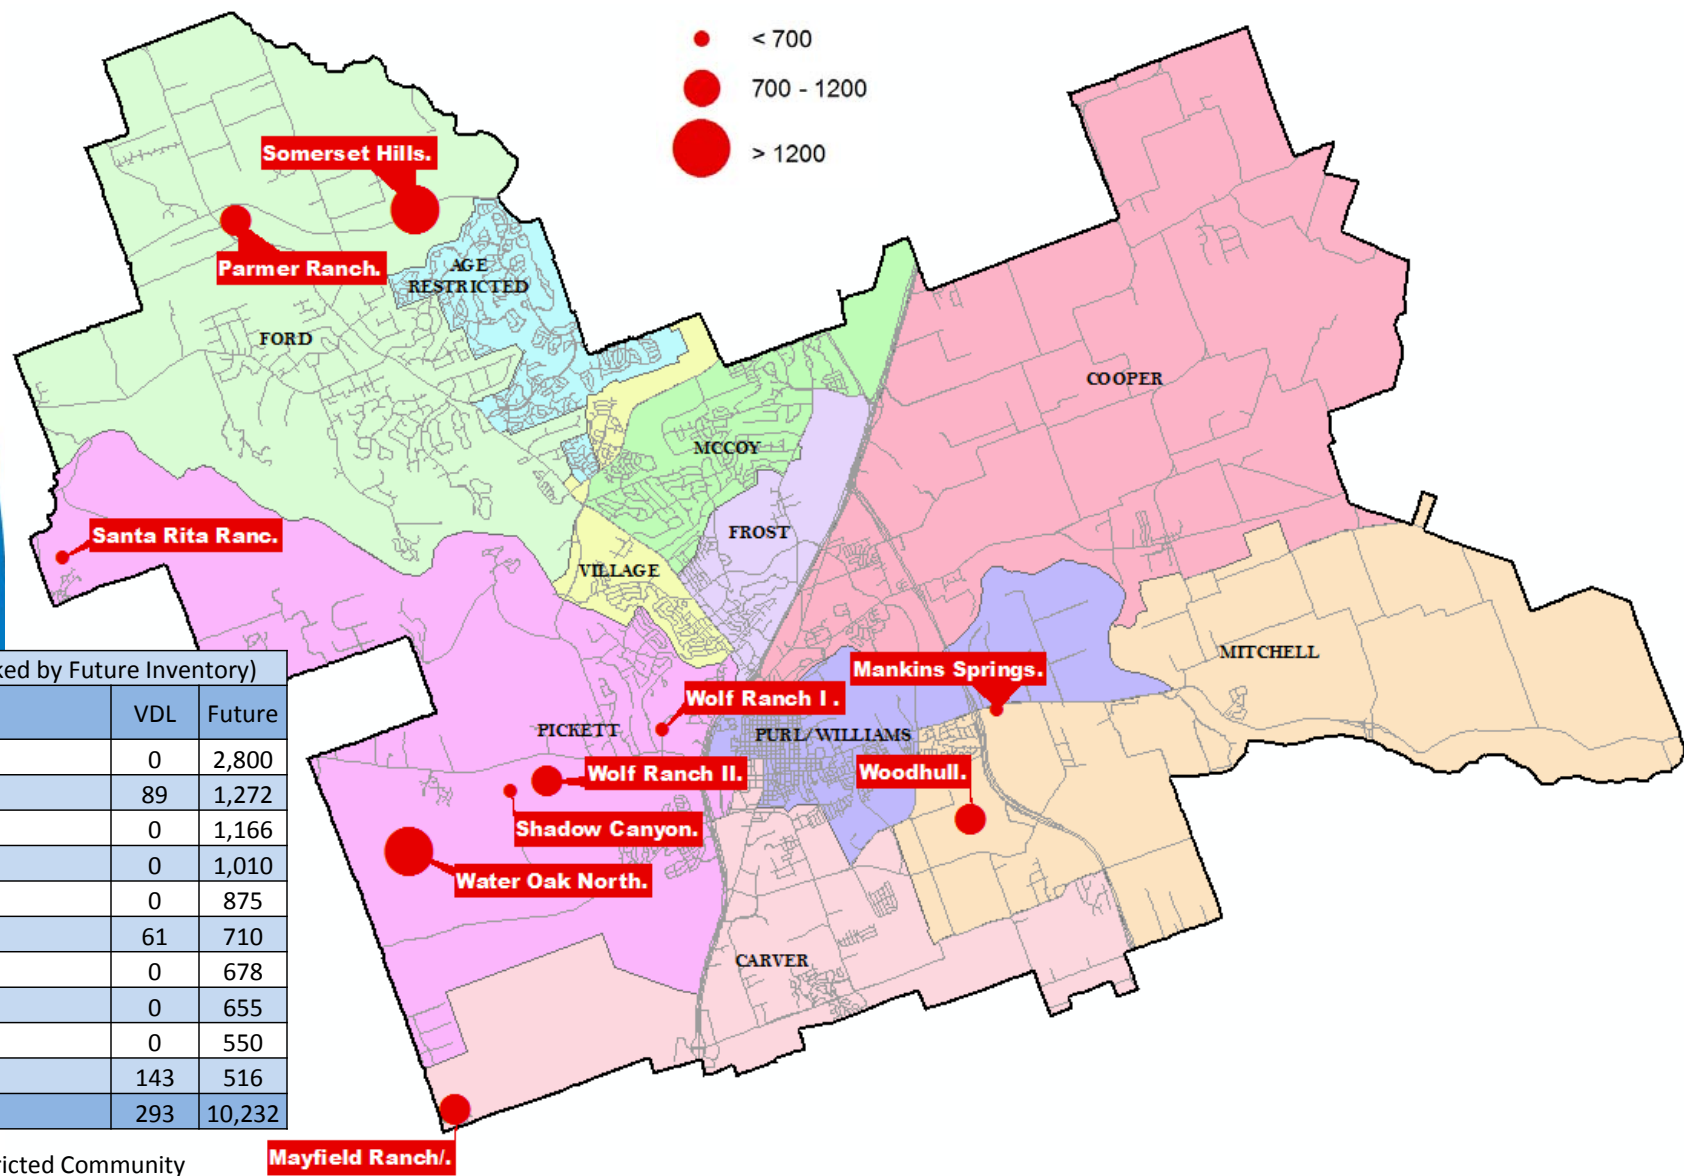 < 700
700 - 1200
> 1200
Somerset Hills.
Parmer Ranch.
AGE
RESTRICTED
FORD
COOPER
MCCOY
FROST
Santa Rita Ranc.
VILLAGE
MITCHELL
Mankins Springs.
Wolf Ranch I .
PICKETT
PURL/WILLIAMS
Wolf Ranch II.
Woodhull.
Shadow Canyon.
Water Oak North.
CARVER
Mayfield Ranch/.
ked by Future Inventory)
VDL Future
0 2,800
89 1,272
0 1,166
0 1,010
0 875
61 710
0 678
0 655
0 550
143 516
293 10,232
ricted Community